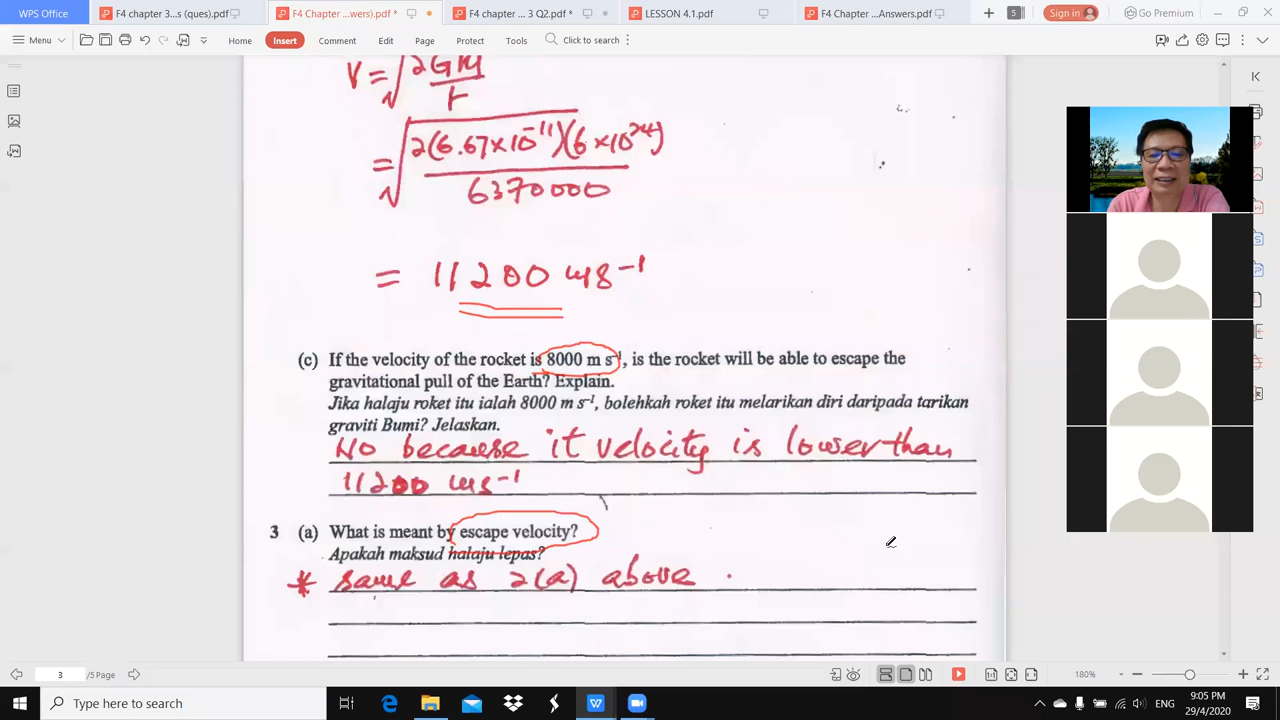 WPS Office
F4 chapter 3...s (ques).pdf
F4 Chapter ...wers).pdf *
F4 chapter ... 3 Q2.pdf *
LESSON 4.1.pdf
F4 Chapter ...Answers.pdf
Sign in
Go Premium
Menu
Home
Insert
Comment
Edit
Page
Protect
Tools
Click to search
V = √2GM
r
= √2(6.67×10⁻¹¹)(6×10²⁴)
6370000
= 11200 ms⁻¹
(c) If the velocity of the rocket is 8000 m s⁻¹, is the rocket will be able to escape the
gravitational pull of the Earth? Explain.
Jika halaju roket itu ialah 8000 m s⁻¹, bolehkah roket itu melarikan diri daripada tarikan
graviti Bumi? Jelaskan.
No because it velocity is lower than
11200 ms⁻¹
3 (a) What is meant by escape velocity?
Apakah maksud halaju lepas?
* same as 2(a) above.
3
/5 Page
180%
Type here to search
ENG
9:05 PM
29/4/2020